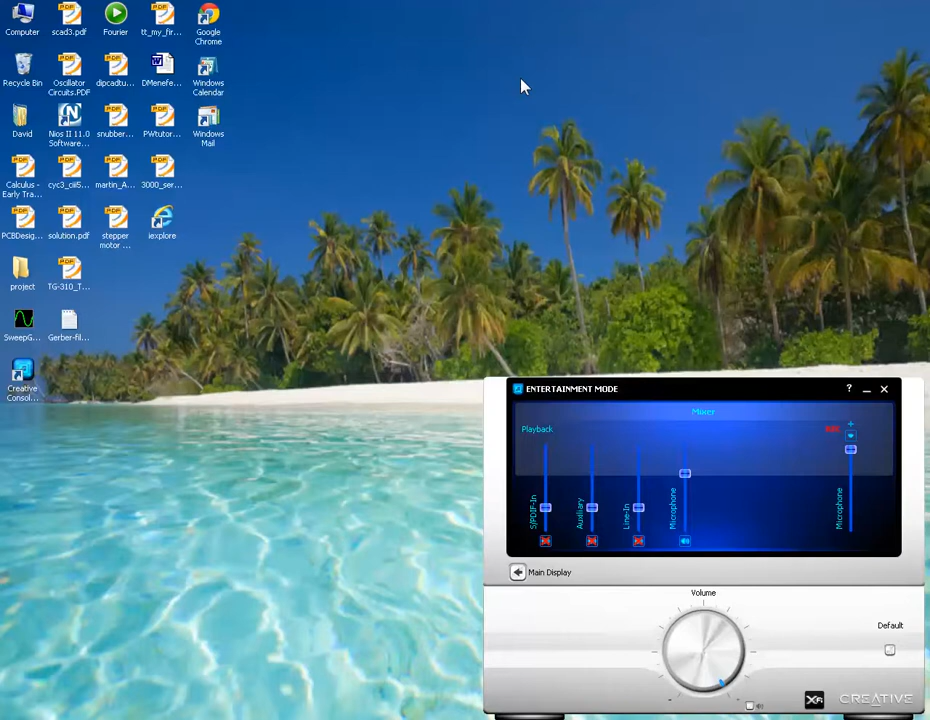 Computer
scad3.pdf
Fourier
tt_my_fir...
Google
Chrome
Recycle Bin
Oscillator
Circuits.PDF
dipcadtu...
DMenefe...
Windows
Calendar
David
Nios II 11.0
Software...
snubber...
PWtutor...
Windows
Mail
Calculus -
Early Tra...
cyc3_ciii5...
martin_A...
3000_ser...
PCBDesig...
solution.pdf
stepper
motor ...
iexplore
project
TG-310_T...
SweepG...
Gerber-fil...
Creative
Consol...
ENTERTAINMENT MODE
?
Mixer
Playback
S/PDIF-In
Auxiliary
Line-In
Microphone
Microphone
Main Display
Volume
Default
X-Fi
CREATIVE